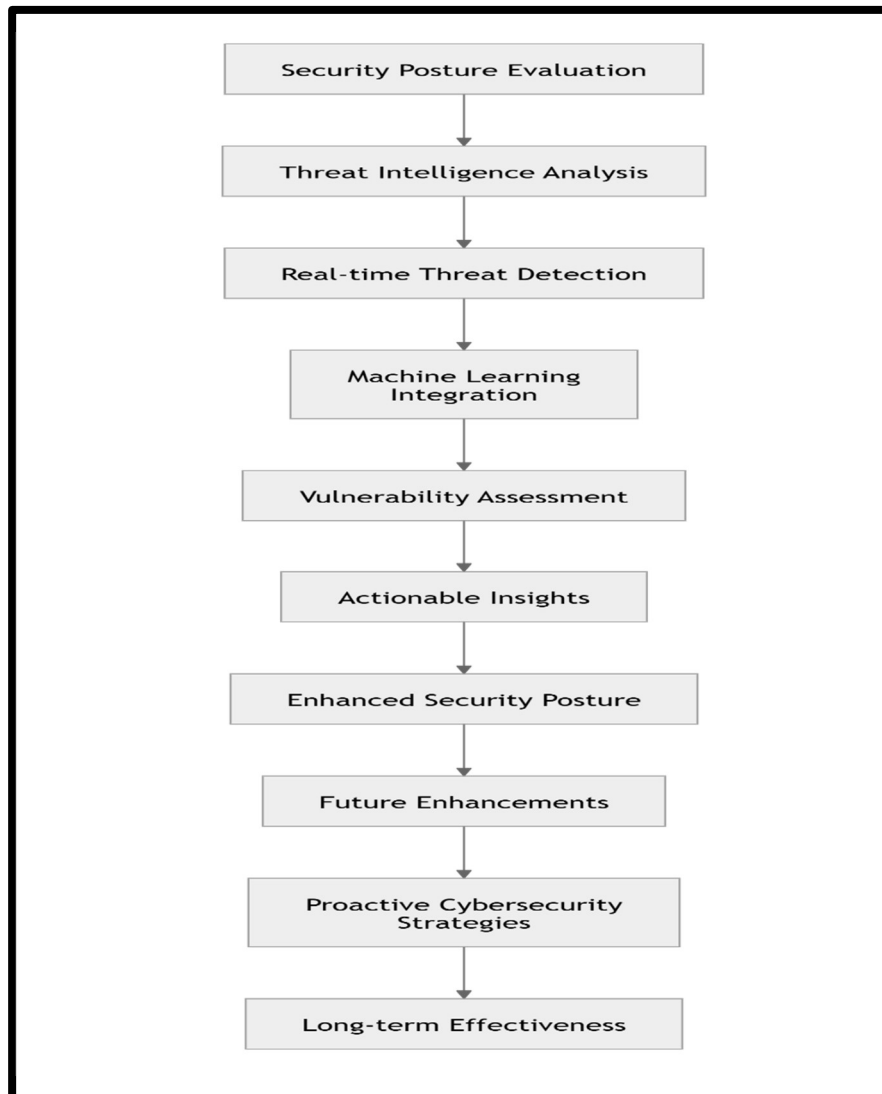 Security Posture Evaluation
Threat Intelligence Analysis
Real-time Threat Detection
Machine Learning
Integration
Vulnerability Assessment
Actionable Insights
Enhanced Security Posture
Future Enhancements
Proactive Cybersecurity
Strategies
Long-term Effectiveness